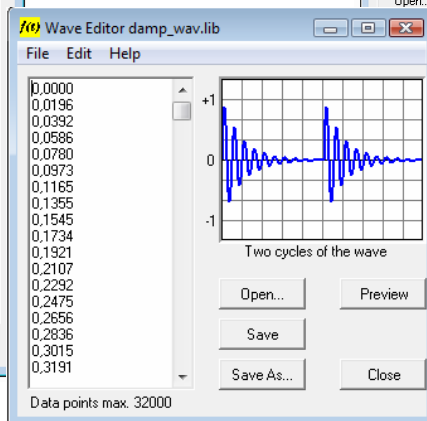 Open..
f(t) Wave Editor damp_wav.lib
File Edit Help
0,0000
0,0196
0,0392
0,0586
0,0780
0,0973
0,1165
0,1355
0,1545
0,1734
0,1921
0,2107
0,2292
0,2475
0,2656
0,2836
0,3015
0,3191
+1
0
-1
Two cycles of the wave
Open... Preview
Save
Save As... Close
Data points max. 32000